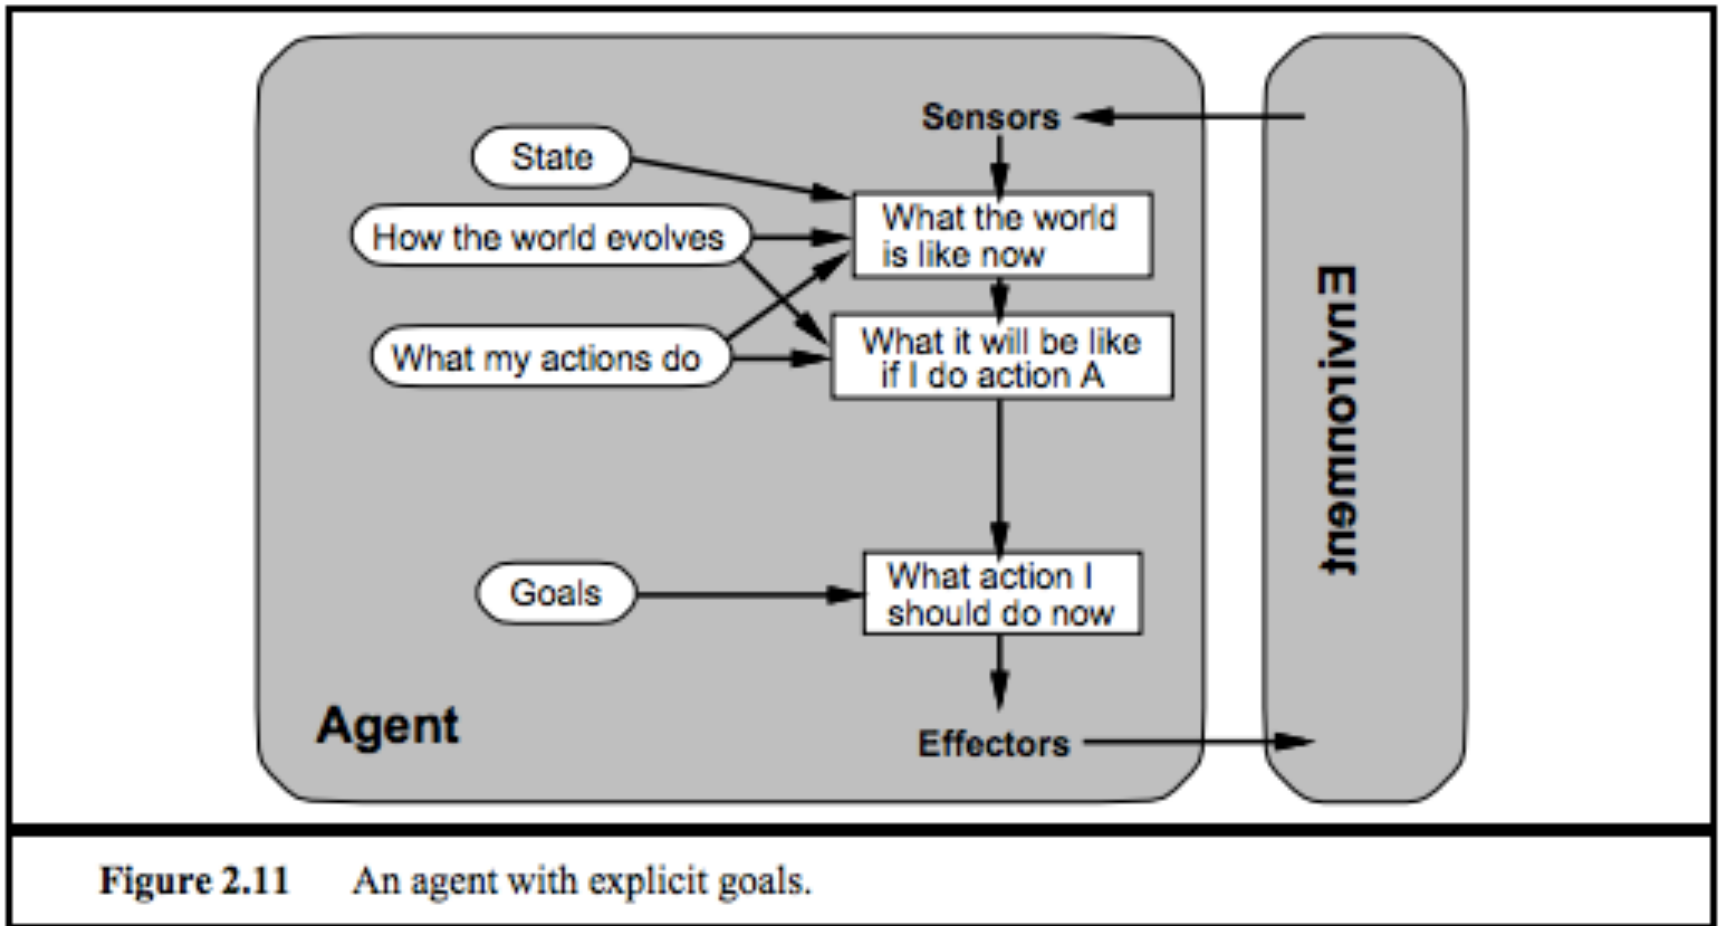 Sensors
State
What the world
is like now
How the world evolves
What it will be like
if I do action A
What my actions do
Environment
What action I
should do now
Goals
Agent
Effectors
Figure 2.11 An agent with explicit goals.